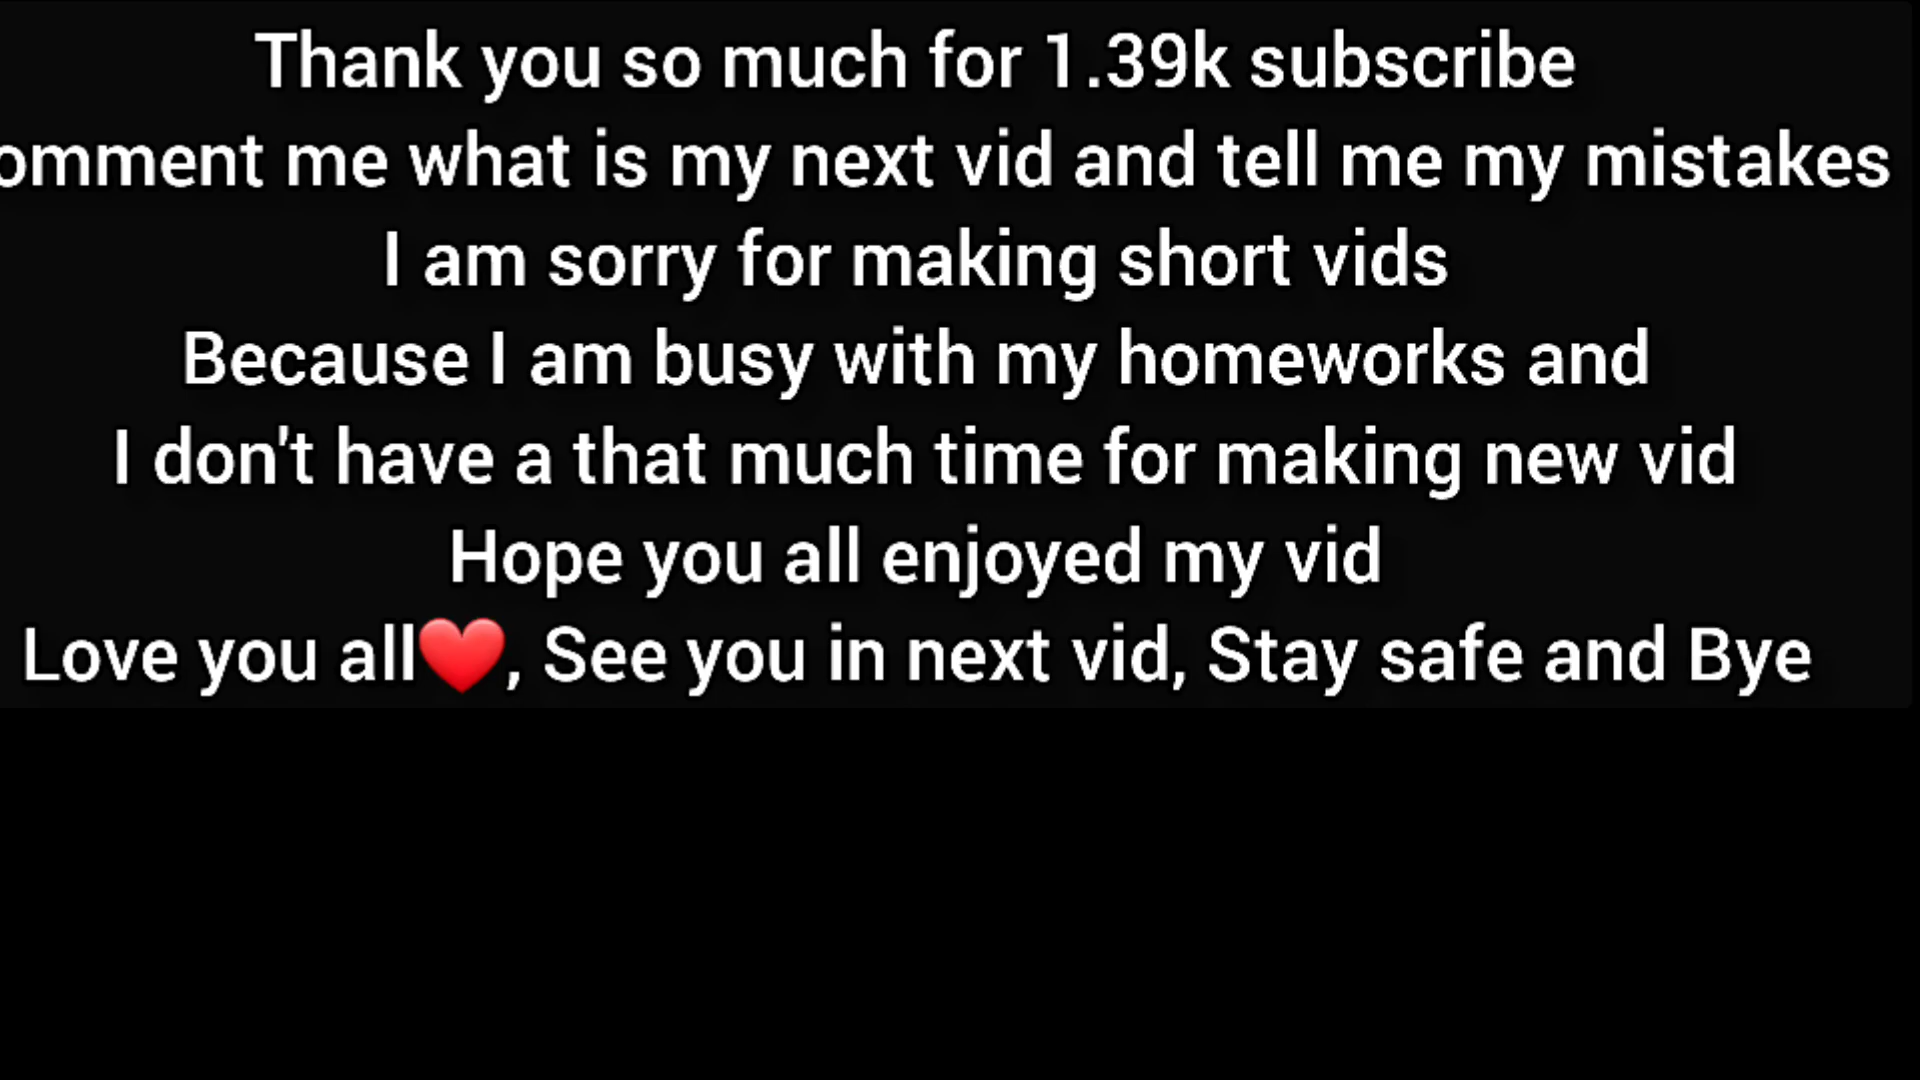 Thank you so much for 1.39k subscribe
omment me what is my next vid and tell me my mistakes
I am sorry for making short vids
Because I am busy with my homeworks and
I don't have a that much time for making new vid
Hope you all enjoyed my vid
Love you all❤️, See you in next vid, Stay safe and Bye